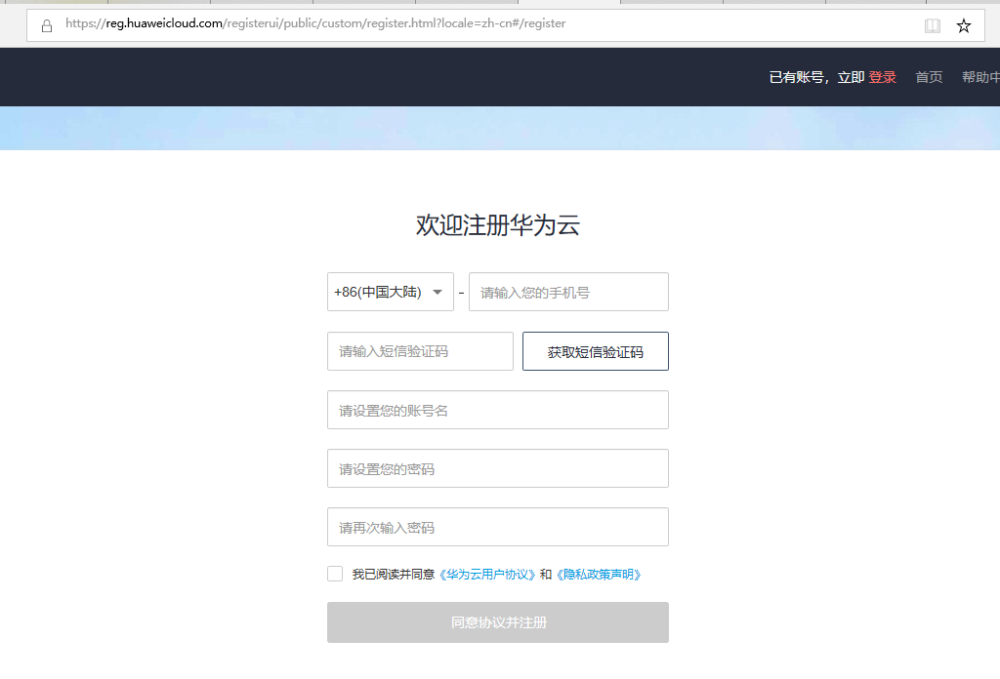 https://reg.huaweicloud.com/registerui/public/custom/register.html?locale=zh-cn#/register
已有账号，立即 登录 首页 帮助中
欢迎注册华为云
+86(中国大陆) - 请输入您的手机号
请输入短信验证码 获取短信验证码
请设置您的账号名
请设置您的密码
请再次输入密码
我已阅读并同意《华为云用户协议》和《隐私政策声明》
同意协议并注册